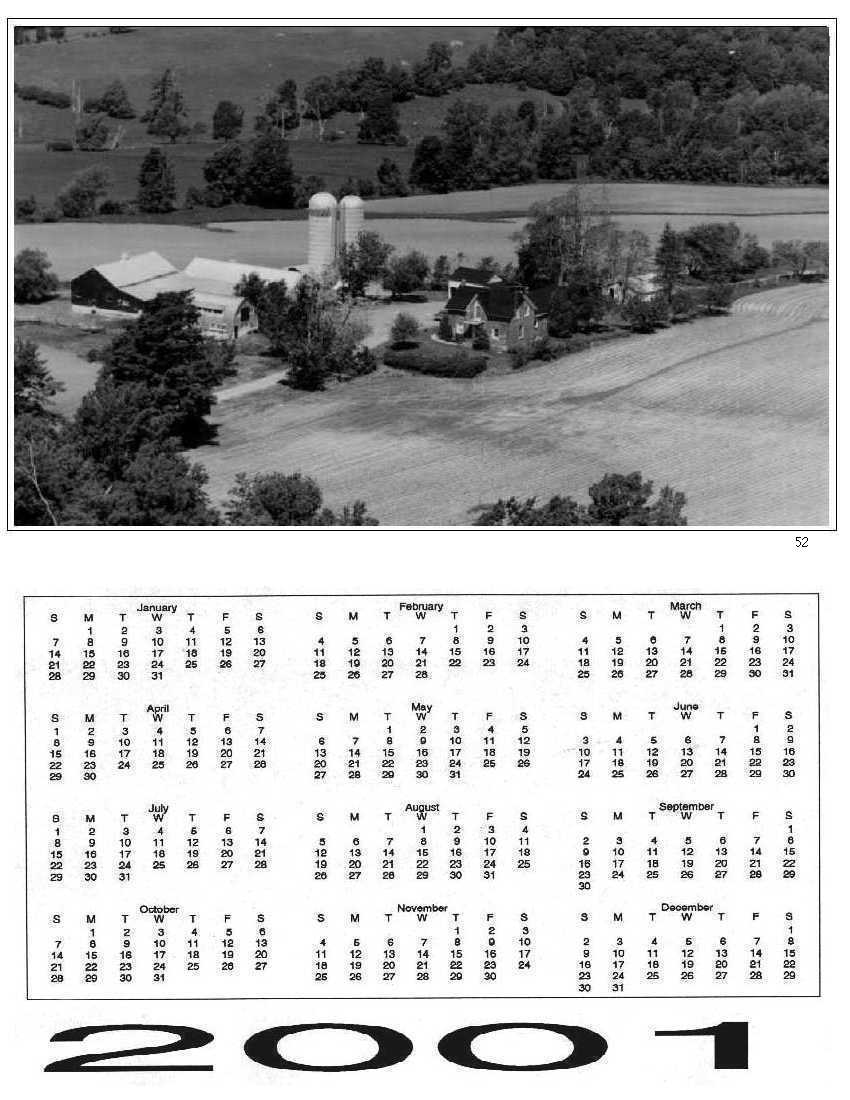 52
January February March
S M T W T F S S M T W T F S S M T W T F S
1 2 3 4 5 6 1 2 3 1 2 3
7 8 9 10 11 12 13 4 5 6 7 8 9 10 4 5 6 7 8 9 10
14 15 16 17 18 19 20 11 12 13 14 15 16 17 11 12 13 14 15 16 17
21 22 23 24 25 26 27 18 19 20 21 22 23 24 18 19 20 21 22 23 24
28 29 30 31 25 26 27 28 25 26 27 28 29 30 31
April May June
S M T W T F S S M T W T F S S M T W T F S
1 2 3 4 5 6 7 1 2 3 4 5 1 2
8 9 10 11 12 13 14 6 7 8 9 10 11 12 3 4 5 6 7 8 9
15 16 17 18 19 20 21 13 14 15 16 17 18 19 10 11 12 13 14 15 16
22 23 24 25 26 27 28 20 21 22 23 24 25 26 17 18 19 20 21 22 23
29 30 27 28 29 30 31 24 25 26 27 28 29 30
July August September
S M T W T F S S M T W T F S S M T W T F S
1 2 3 4 5 6 7 1 2 3 4 1
8 9 10 11 12 13 14 5 6 7 8 9 10 11 2 3 4 5 6 7 8
15 16 17 18 19 20 21 12 13 14 15 16 17 18 9 10 11 12 13 14 15
22 23 24 25 26 27 28 19 20 21 22 23 24 25 16 17 18 19 20 21 22
29 30 31 26 27 28 29 30 31 23 24 25 26 27 28 29
30
October November December
S M T W T F S S M T W T F S S M T W T F S
1 2 3 4 5 6 1 2 3 1
7 8 9 10 11 12 13 4 5 6 7 8 9 10 2 3 4 5 6 7 8
14 15 16 17 18 19 20 11 12 13 14 15 16 17 9 10 11 12 13 14 15
21 22 23 24 25 26 27 18 19 20 21 22 23 24 16 17 18 19 20 21 22
28 29 30 31 25 26 27 28 29 30 23 24 25 26 27 28 29
30 31
2001